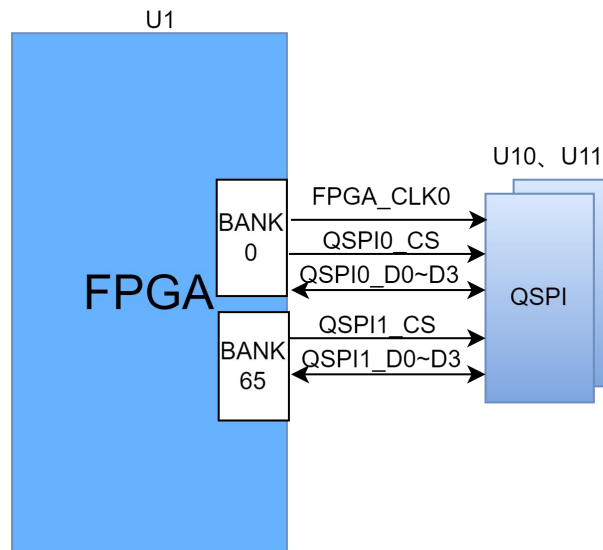 U1
U10、U11
BANK
0
FPGA_CLK0
QSPI0_CS
QSPI0_D0~D3
FPGA
QSPI
BANK
65
QSPI1_CS
QSPI1_D0~D3